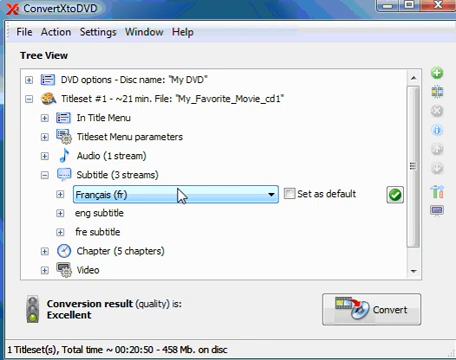 ConvertXtoDVD
File Action Settings Window Help
Tree View
DVD options - Disc name: "My DVD"
Titleset #1 - ~21 min. File: "My_Favorite_Movie_cd1"
In Title Menu
Titleset Menu parameters
Audio (1 stream)
Subtitle (3 streams)
Français (fr)
Set as default
eng subtitle
fre subtitle
Chapter (5 chapters)
Video
Conversion result (quality) is:
Excellent
Convert
1 Titleset(s), Total time ~ 00:20:50 - 458 Mb. on disc